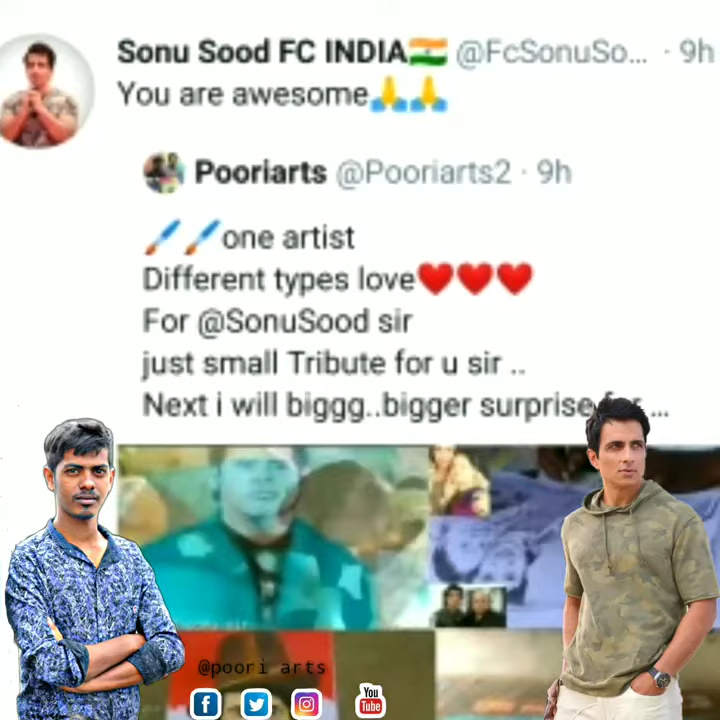 Sonu Sood FC INDIA🇮🇳 @FcSonuSo... · 9h
You are awesome🙏🙏
Pooriarts @Pooriarts2 · 9h
🖌️🖌️one artist
Different types love❤️❤️❤️
For @SonuSood sir
just small Tribute for u sir ..
Next i will biggg..bigger surprise for ...
@poori arts
You
Tube